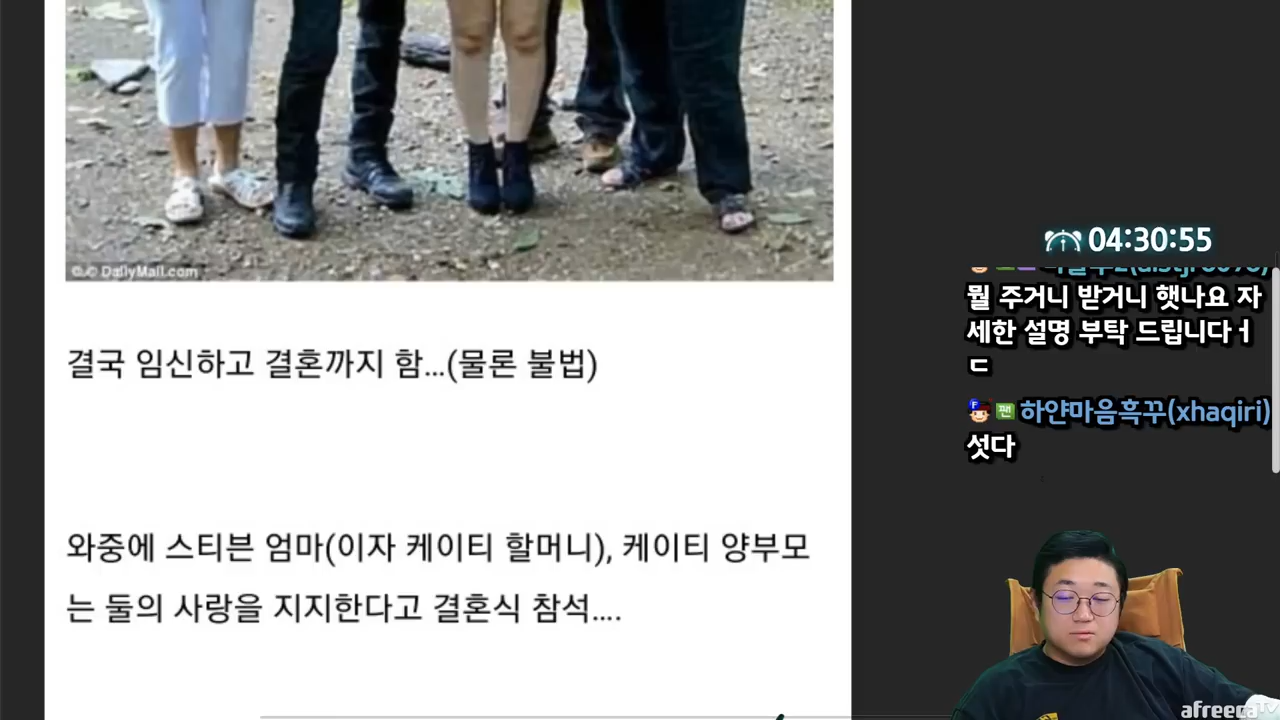 © DailyMail.com
결국 임신하고 결혼까지 함...(물론 불법)
와중에 스티븐 엄마(이자 케이티 할머니), 케이티 양부모
는 둘의 사랑을 지지한다고 결혼식 참석....
04:30:55
뭘 주거니 받거니 햇나요 자
세한 설명 부탁 드립니다ㅓ
ㄷ
F 팬 하얀마음흑꾸(xhaqiri)
섯다
afreecaTV